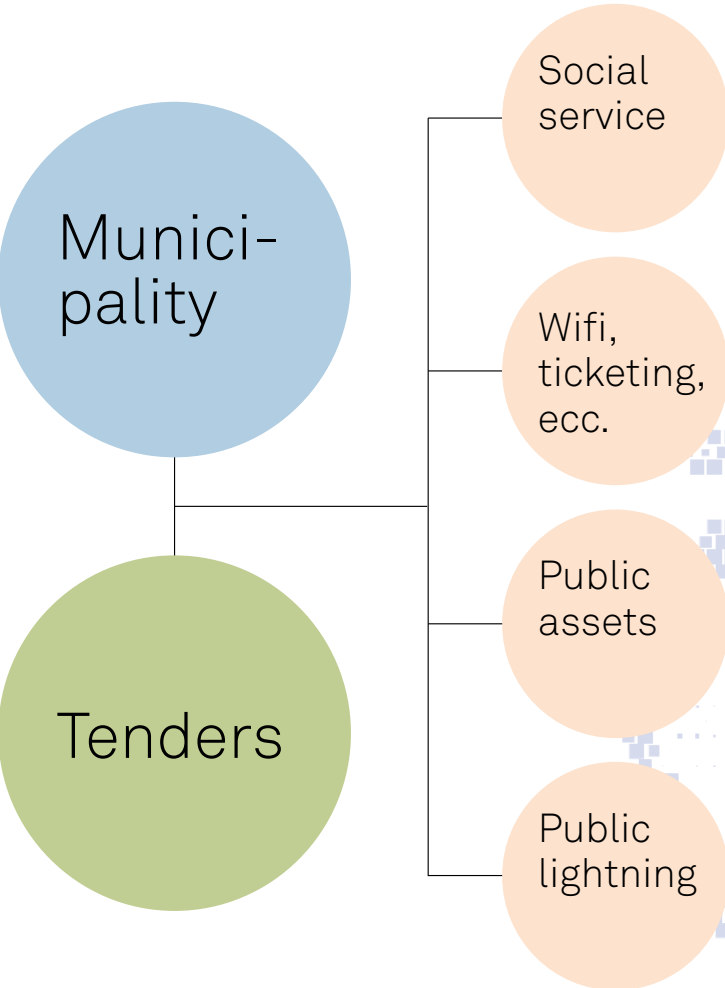 Munici-
pality
Tenders
Social
service
Wifi,
ticketing,
ecc.
Public
assets
Public
lightning